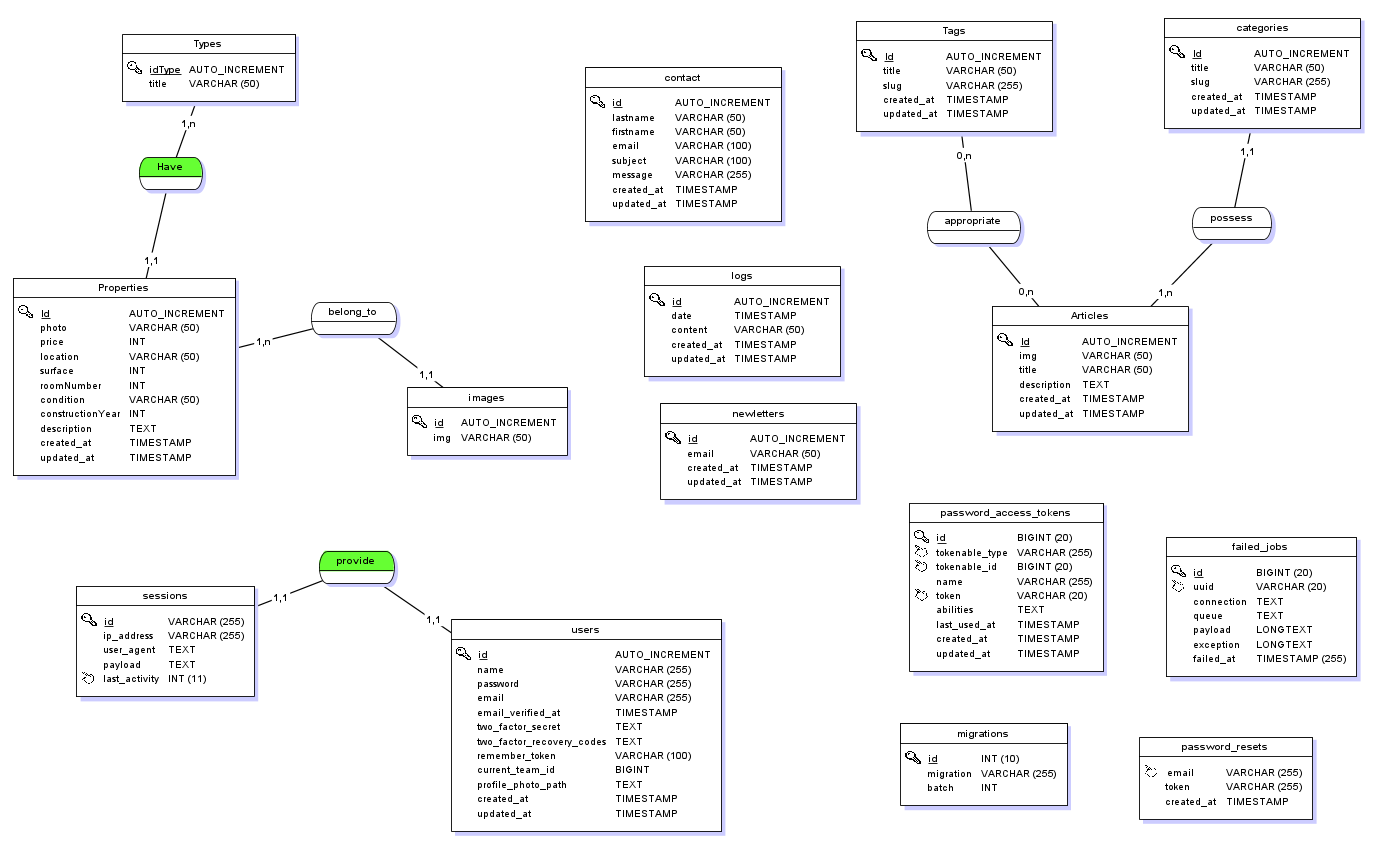 Types
idType AUTO_INCREMENT
title VARCHAR (50)
1,n
Have
1,1
Properties
Id AUTO_INCREMENT
photo VARCHAR (50)
price INT
location VARCHAR (50)
surface INT
roomNumber INT
condition VARCHAR (50)
constructionYear INT
description TEXT
created_at TIMESTAMP
updated_at TIMESTAMP
1,n
belong_to
1,1
images
id AUTO_INCREMENT
img VARCHAR (50)
contact
id AUTO_INCREMENT
lastname VARCHAR (50)
firstname VARCHAR (50)
email VARCHAR (100)
subject VARCHAR (100)
message VARCHAR (255)
created_at TIMESTAMP
updated_at TIMESTAMP
logs
id AUTO_INCREMENT
date TIMESTAMP
content VARCHAR (50)
created_at TIMESTAMP
updated_at TIMESTAMP
newletters
id AUTO_INCREMENT
email VARCHAR (50)
created_at TIMESTAMP
updated_at TIMESTAMP
Tags
Id AUTO_INCREMENT
title VARCHAR (50)
slug VARCHAR (255)
created_at TIMESTAMP
updated_at TIMESTAMP
0,n
appropriate
0,n
categories
Id AUTO_INCREMENT
title VARCHAR (50)
slug VARCHAR (255)
created_at TIMESTAMP
updated_at TIMESTAMP
1,1
possess
1,n
Articles
Id AUTO_INCREMENT
img VARCHAR (50)
title VARCHAR (50)
description TEXT
created_at TIMESTAMP
updated_at TIMESTAMP
provide
1,1
1,1
sessions
id VARCHAR (255)
ip_address VARCHAR (255)
user_agent TEXT
payload TEXT
last_activity INT (11)
users
id AUTO_INCREMENT
name VARCHAR (255)
password VARCHAR (255)
email VARCHAR (255)
email_verified_at TIMESTAMP
two_factor_secret TEXT
two_factor_recovery_codes TEXT
remember_token VARCHAR (100)
current_team_id BIGINT
profile_photo_path TEXT
created_at TIMESTAMP
updated_at TIMESTAMP
password_access_tokens
id BIGINT (20)
tokenable_type VARCHAR (255)
tokenable_id BIGINT (20)
name VARCHAR (255)
token VARCHAR (20)
abilities TEXT
last_used_at TIMESTAMP
created_at TIMESTAMP
updated_at TIMESTAMP
failed_jobs
id BIGINT (20)
uuid VARCHAR (20)
connection TEXT
queue TEXT
payload LONGTEXT
exception LONGTEXT
failed_at TIMESTAMP (255)
migrations
id INT (10)
migration VARCHAR (255)
batch INT
password_resets
email VARCHAR (255)
token VARCHAR (255)
created_at TIMESTAMP